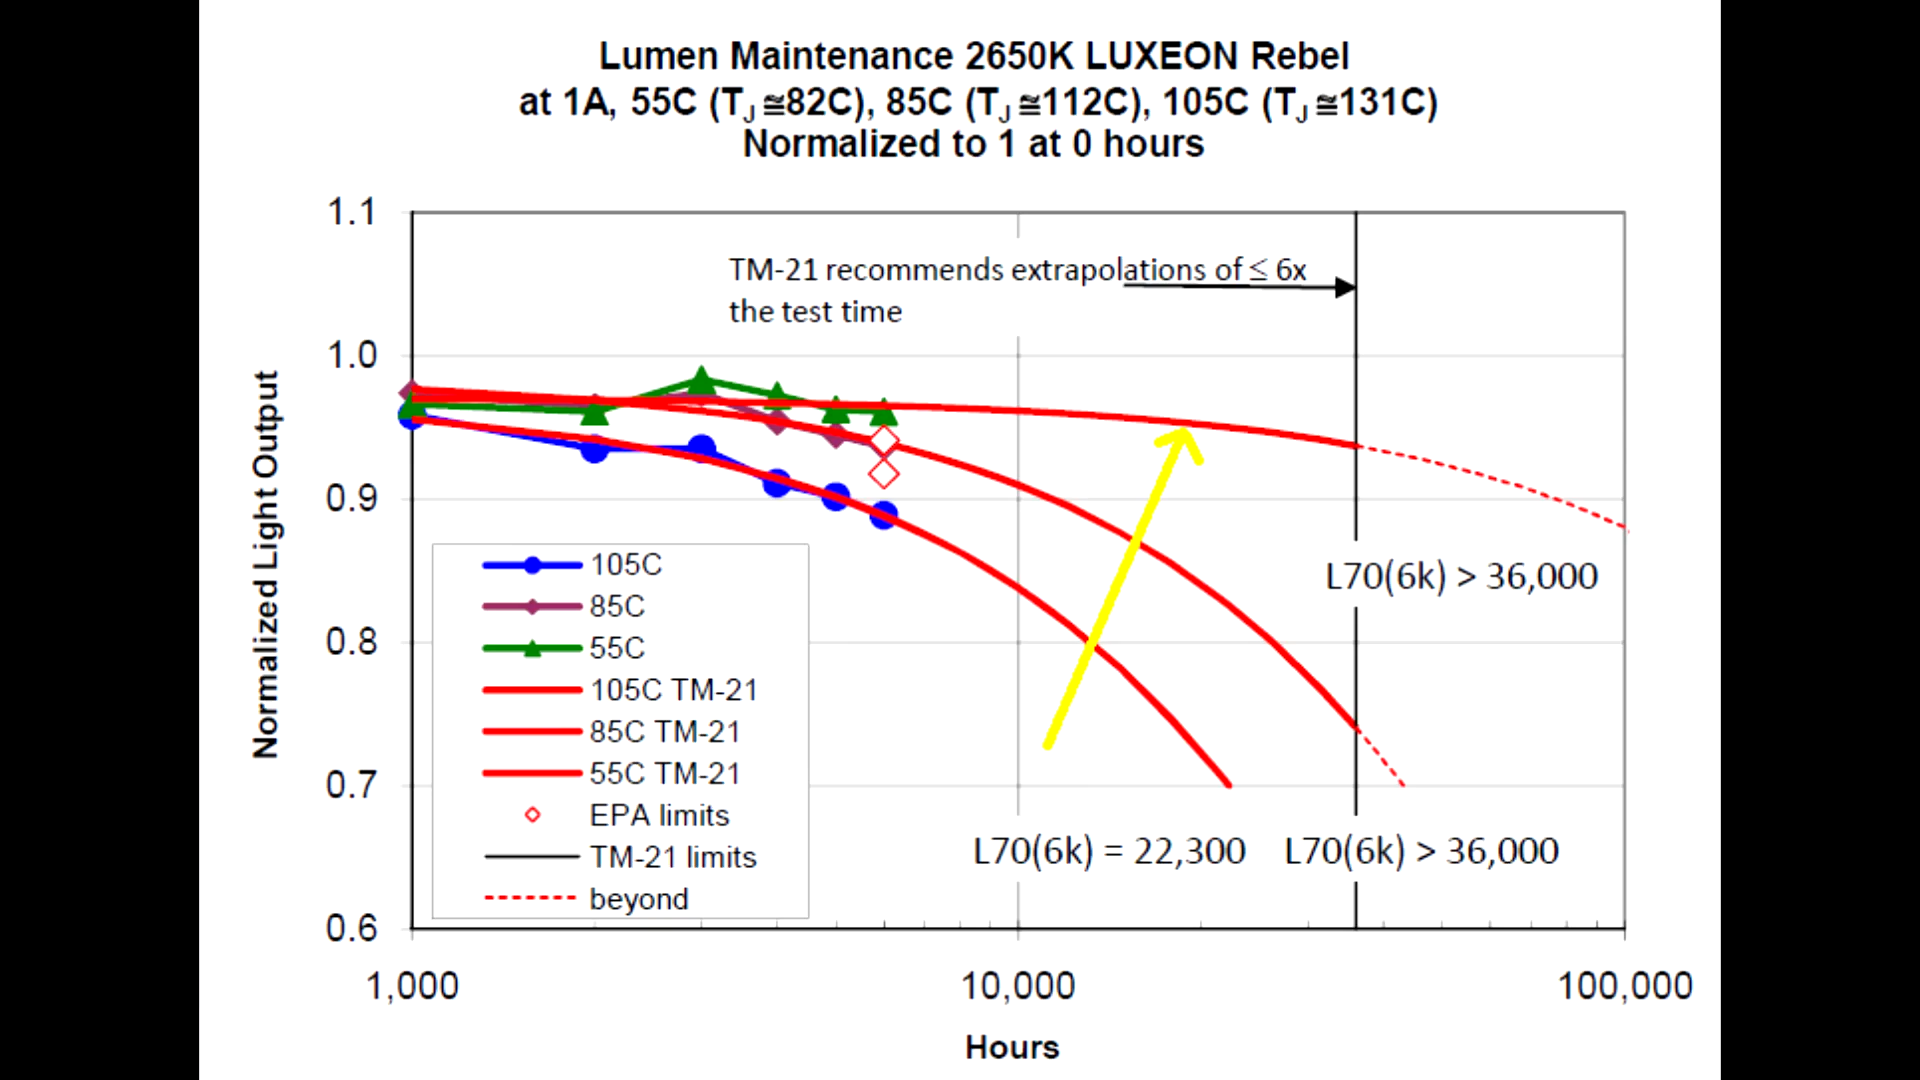 Lumen Maintenance 2650K LUXEON Rebel
at 1A, 55C (TJ ≅82C), 85C (TJ ≅112C), 105C (TJ ≅131C)
Normalized to 1 at 0 hours
1.1
1.0
0.9
0.8
0.7
0.6
Normalized Light Output
TM-21 recommends extrapolations of ≤ 6x
the test time
L70(6k) > 36,000
L70(6k) = 22,300
L70(6k) > 36,000
105C
85C
55C
105C TM-21
85C TM-21
55C TM-21
EPA limits
TM-21 limits
beyond
1,000
10,000
100,000
Hours